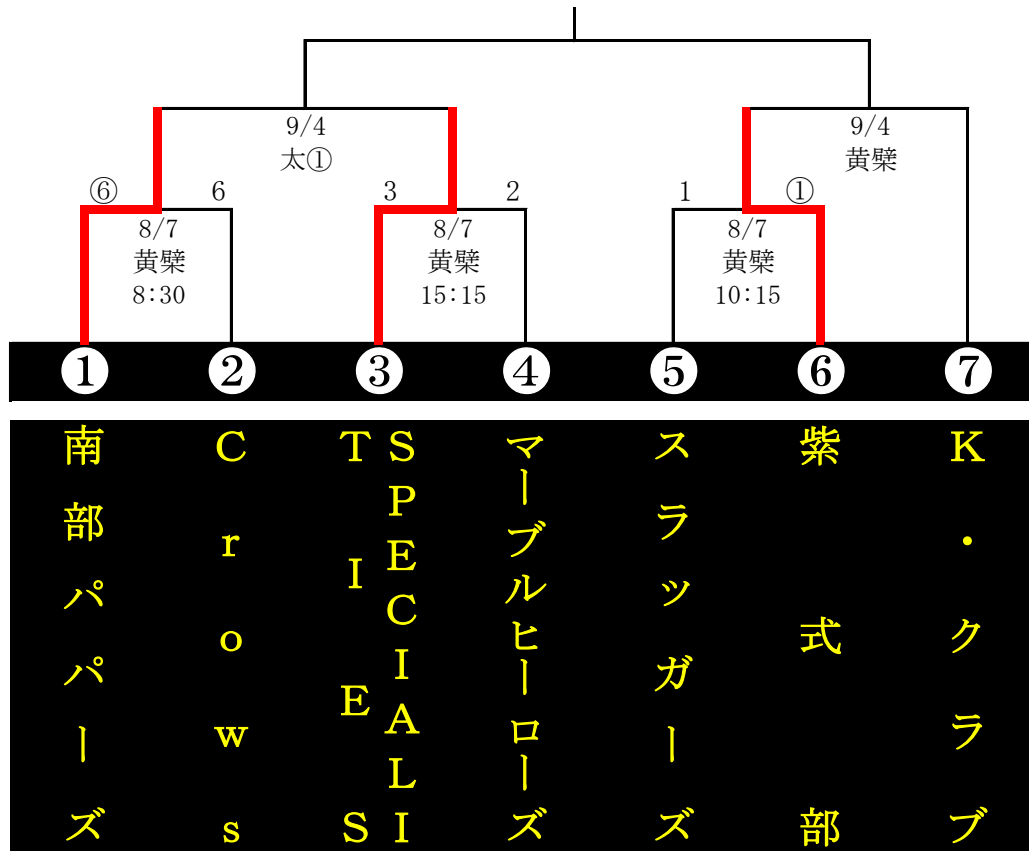 9/4
太①
9/4
黄檗
⑥ 6
3 2
1 ①
8/7
黄檗
8:30
8/7
黄檗
15:15
8/7
黄檗
10:15
❶ ❷ ❸ ❹ ❺ ❻ ❼
南部パパーズ
Crows
SPECIALI
TIES
マーブルヒーローズ
スラッガーズ
紫式部
K・クラブ